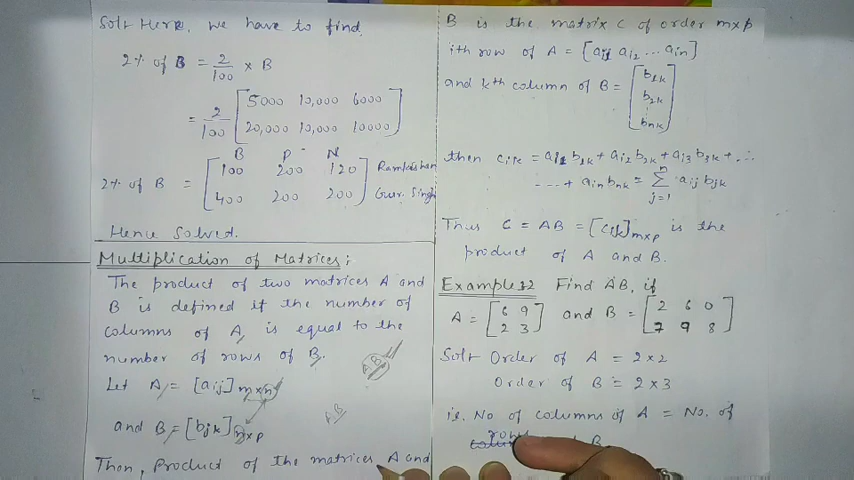 Sol: Here, we have to find.
2% of B = 2/100 × B
= 2/100 [5000 10,000 6000
20,000 10,000 10000]
B P N
2% of B = [100 200 120] Ramkishan
[400 200 200] Gur. Singh
Hence Solved.
Multiplication of Matrices:
The product of two matrices A and
B is defined if the number of
columns of A, is equal to the
number of rows of B.
Let A = [aij] m×n
and B = [bjk] n×p
AB
AB
Then, Product of the matrices A and
B is the matrix C of order m×p
ith row of A = [ai1 ai2 ... ain]
and kth column of B = [b1k
b2k
⋮
bnk]
then cik = ai1 b1k + ai2 b2k + ai3 b3k + ...
... + ain bnk = Σ(j=1 to n) aij bjk
Thus C = AB = [cik] m×p is the
product of A and B.
Example 12 Find AB, if
A = [6 9
2 3] and B = [2 6 0
7 9 8]
Sol: Order of A = 2×2
Order of B = 2×3
i.e. No of columns of A = No. of
rows B